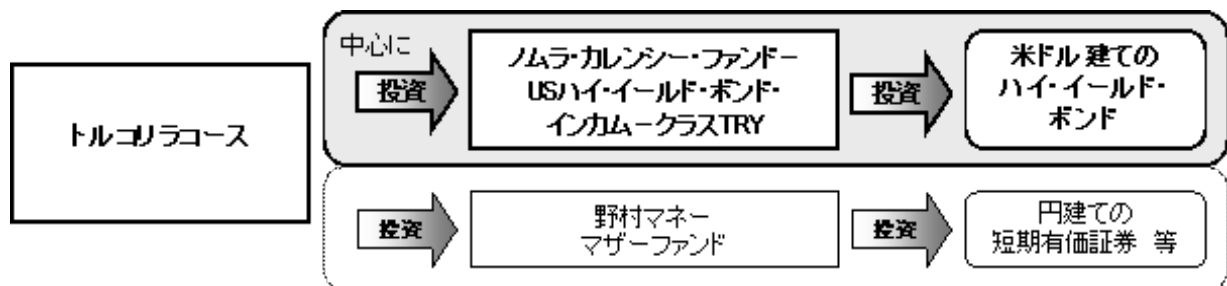 トルコリラコース
中心に
投資
ノムラ・カレンシー・ファンドー
USハイ・イールド・ボンド・
インカムークラスTRY
投資
米ドル建ての
ハイ・イールド・
ボンド
投資
野村マネー
マザーファンド
投資
円建ての
短期有価証券 等